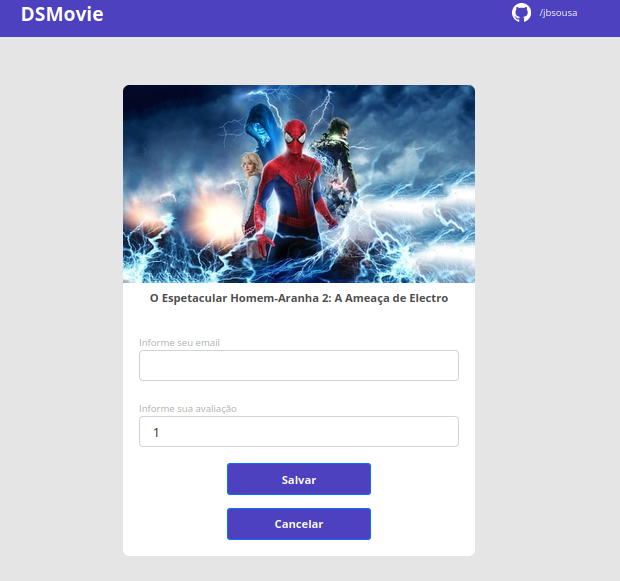 DSMovie
/jbsousa
O Espetacular Homem-Aranha 2: A Ameaça de Electro
Informe seu email
Informe sua avaliação
1
Salvar
Cancelar